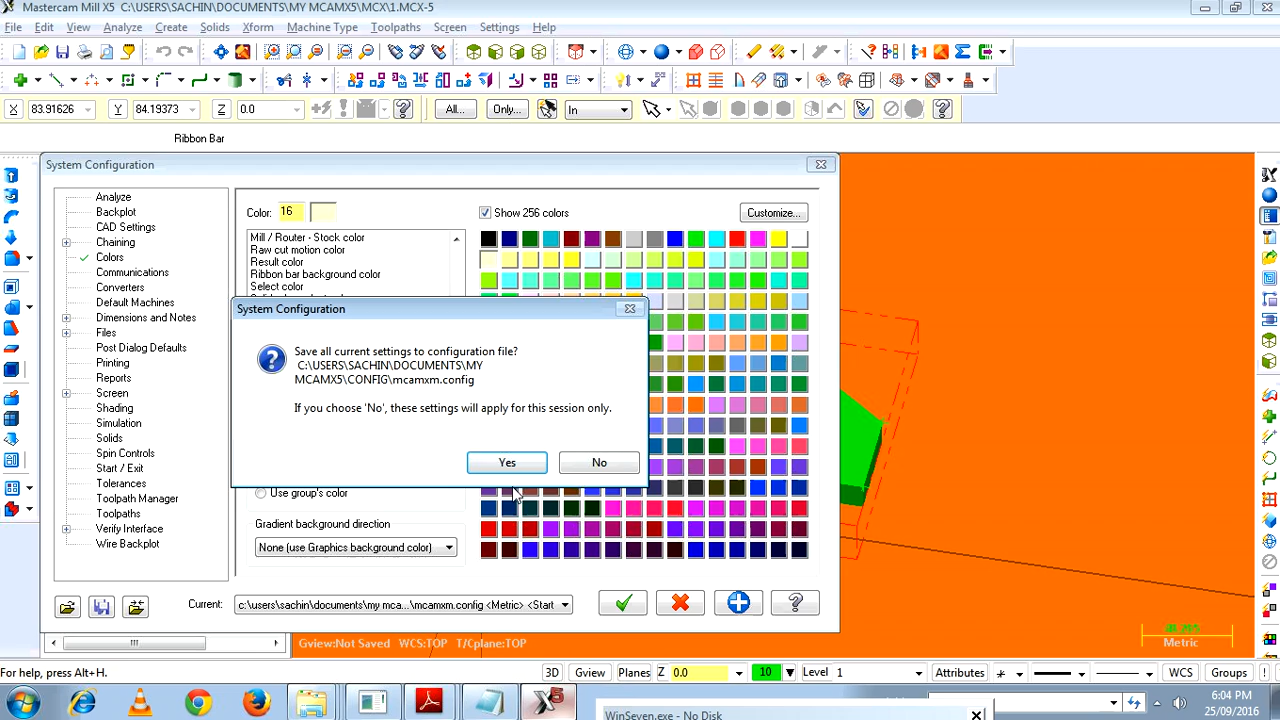 Mastercam Mill X5 C:\USERS\SACHIN\DOCUMENTS\MY MCAMX5\MCX\1.MCX-5
File Edit View Analyze Create Solids Xform Machine Type Toolpaths Screen Settings Help
X 83.91626 Y 84.19373 Z 0.0 All... Only... In
Ribbon Bar
System Configuration
Analyze
Backplot
CAD Settings
Chaining
Colors
Communications
Converters
Default Machines
Dimensions and Notes
Files
Post Dialog Defaults
Printing
Reports
Screen
Shading
Simulation
Solids
Spin Controls
Start / Exit
Tolerances
Toolpath Manager
Toolpaths
Verify Interface
Wire Backplot
Color: 16 Show 256 colors Customize...
Mill / Router - Stock color
Raw cut motion color
Result color
Ribbon bar background color
Select color
System Configuration
Save all current settings to configuration file?
C:\USERS\SACHIN\DOCUMENTS\MY
MCAMX5\CONFIG\mcamxm.config
If you choose 'No', these settings will apply for this session only.
Yes No
Use group's color
Gradient background direction
None (use Graphics background color)
Current: c:\users\sachin\documents\my mca...\mcamxm.config <Metric> <Start
Gview:Not Saved WCS:TOP T/Cplane:TOP
Metric
For help, press Alt+H. 3D Gview Planes Z 0.0 10 Level 1 Attributes WCS Groups
6:04 PM
25/09/2016
WinSeven.exe - No Disk